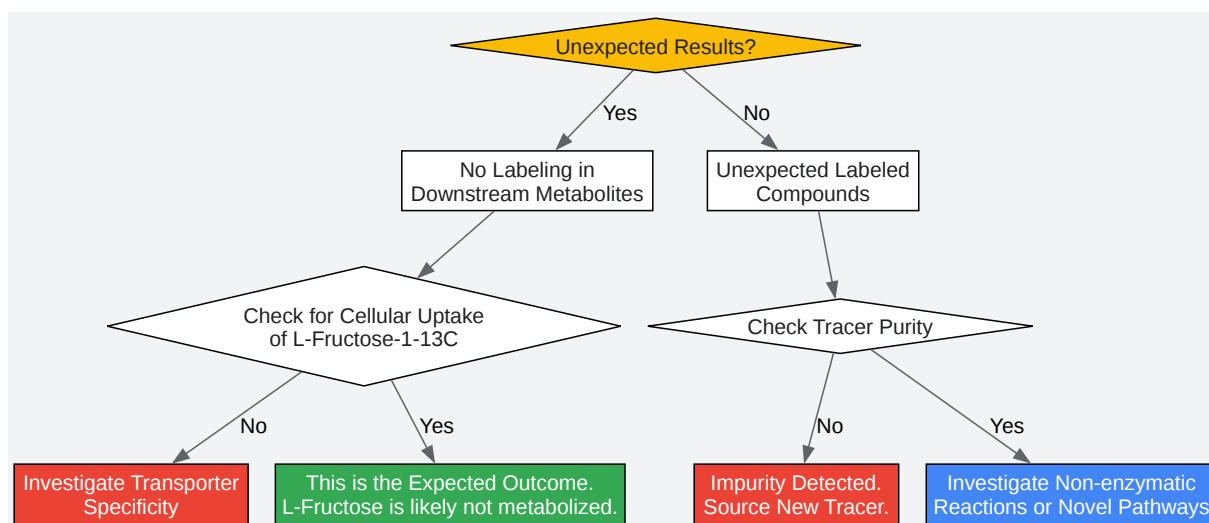 Unexpected Results?
Yes
No
No Labeling in
Downstream Metabolites
Unexpected Labeled
Compounds
Check for Cellular Uptake
of L-Fructose-1-13C
Check Tracer Purity
No
Yes
No
Yes
Investigate Transporter
Specificity
This is the Expected Outcome.
L-Fructose is likely not metabolized.
Impurity Detected.
Source New Tracer.
Investigate Non-enzymatic
Reactions or Novel Pathways